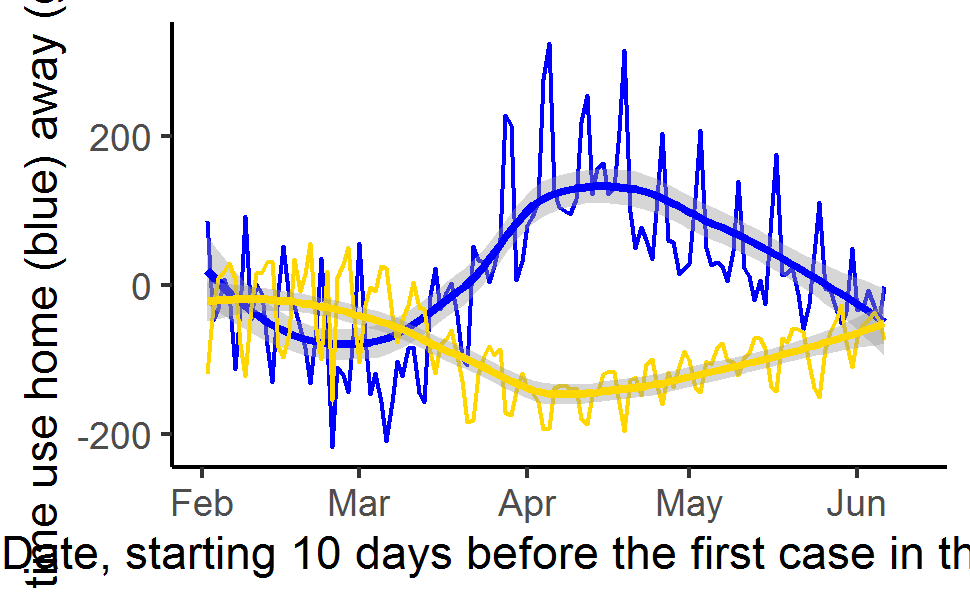 time use home (blue) away (
200
0
-200
Feb Mar Apr May Jun
Date, starting 10 days before the first case in th